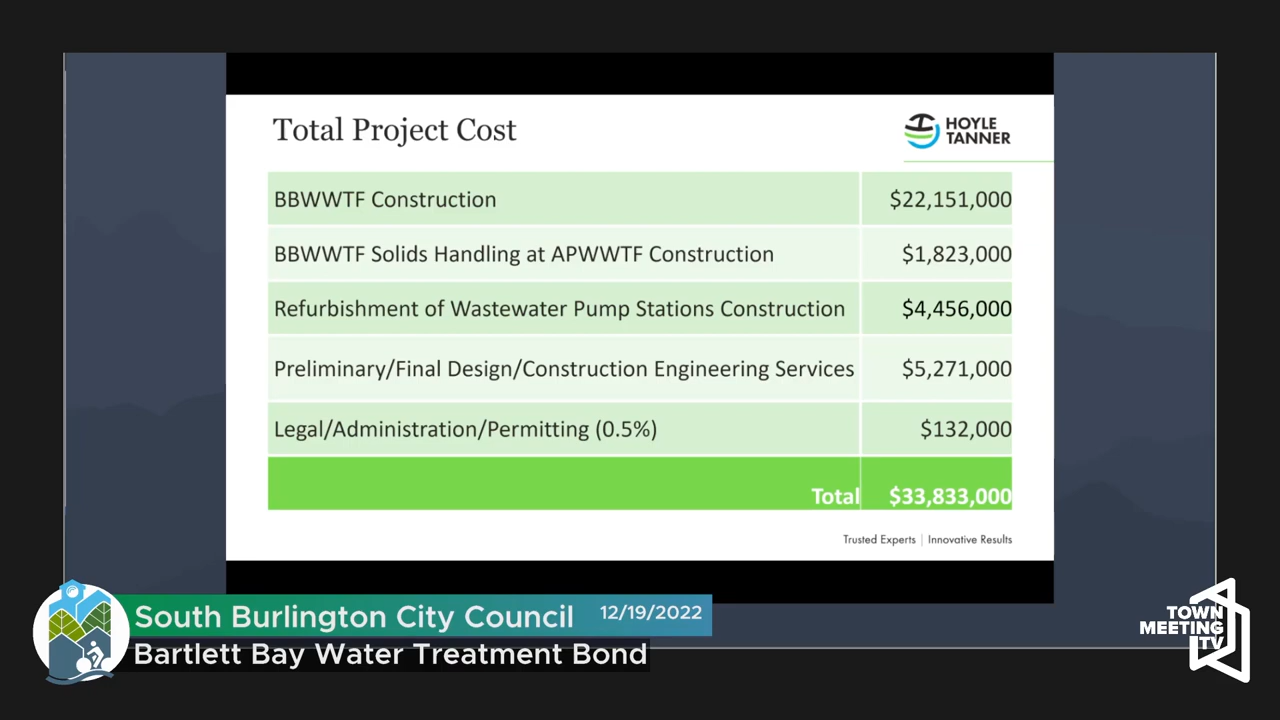 Total Project Cost
HOYLE
TANNER
BBWWTF Construction $22,151,000
BBWWTF Solids Handling at APWWTF Construction $1,823,000
Refurbishment of Wastewater Pump Stations Construction $4,456,000
Preliminary/Final Design/Construction Engineering Services $5,271,000
Legal/Administration/Permitting (0.5%) $132,000
Total $33,833,000
Trusted Experts | Innovative Results
South Burlington City Council 12/19/2022
Bartlett Bay Water Treatment Bond
TOWN
MEETING
TV